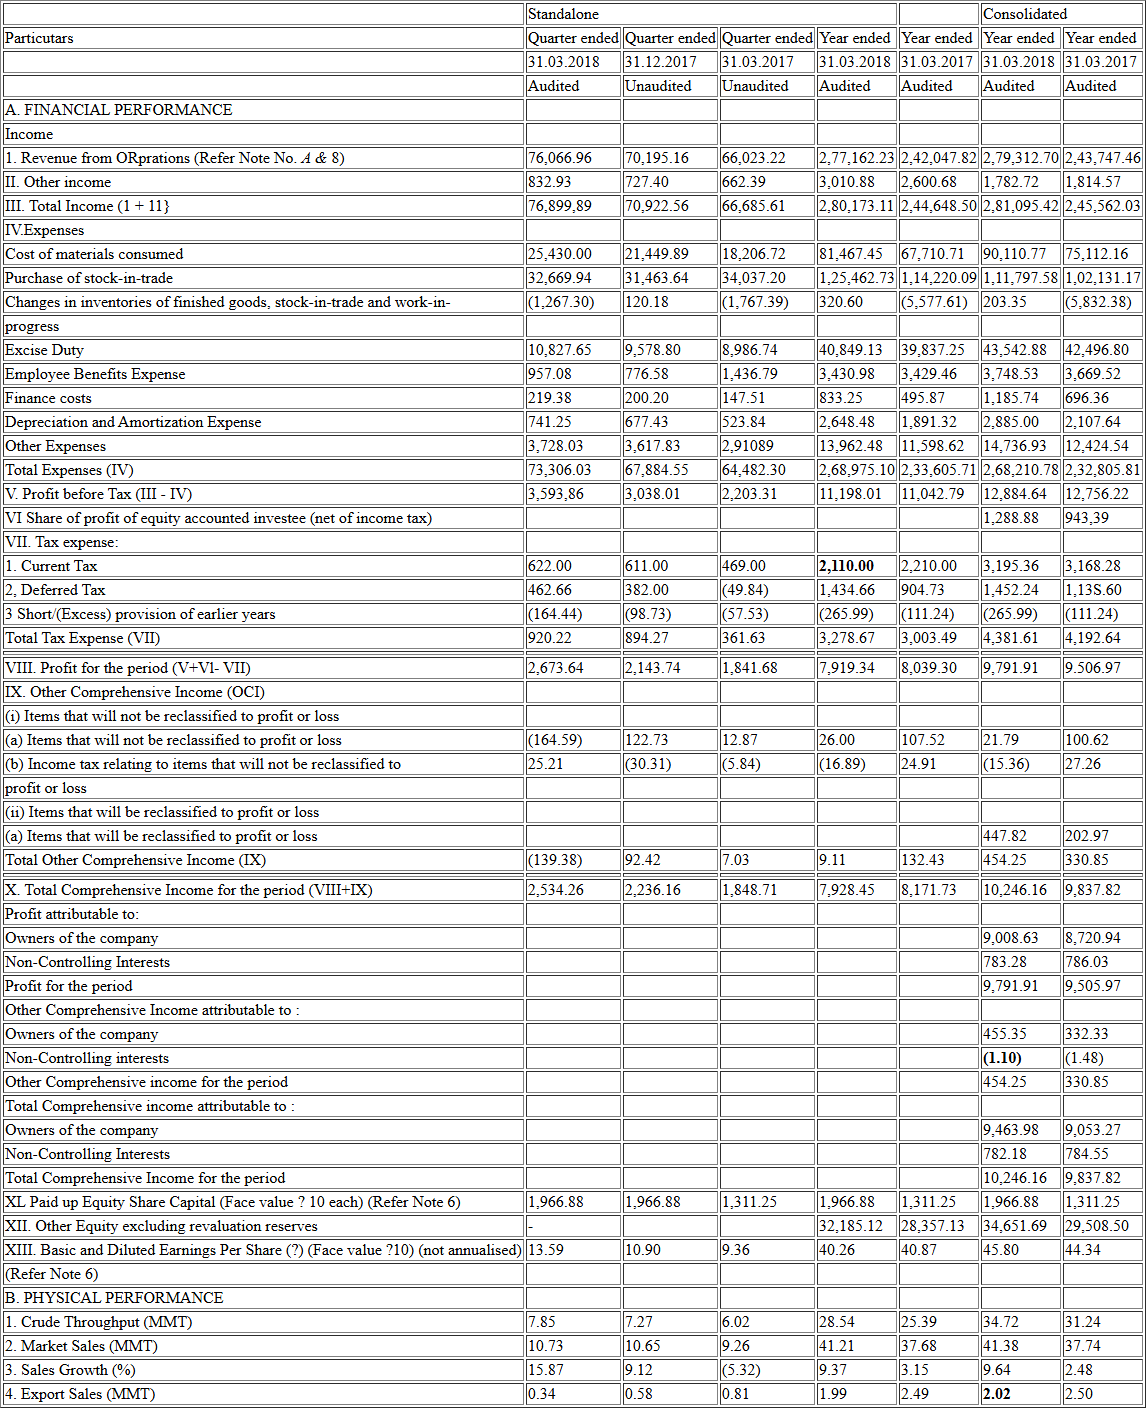 Standalone Consolidated
Particutars Quarter ended Quarter ended Quarter ended Year ended Year ended Year ended Year ended
31.03.2018 31.12.2017 31.03.2017 31.03.2018 31.03.2017 31.03.2018 31.03.2017
Audited Unaudited Unaudited Audited Audited Audited Audited
A. FINANCIAL PERFORMANCE
Income
1. Revenue from ORprations (Refer Note No. A & 8) 76,066.96 70,195.16 66,023.22 2,77,162.23 2,42,047.82 2,79,312.70 2,43,747.46
II. Other income 832.93 727.40 662.39 3,010.88 2,600.68 1,782.72 1,814.57
III. Total Income (1 + 11} 76,899,89 70,922.56 66,685.61 2,80,173.11 2,44,648.50 2,81,095.42 2,45,562.03
IV.Expenses
Cost of materials consumed 25,430.00 21,449.89 18,206.72 81,467.45 67,710.71 90,110.77 75,112.16
Purchase of stock-in-trade 32,669.94 31,463.64 34,037.20 1,25,462.73 1,14,220.09 1,11,797.58 1,02,131.17
Changes in inventories of finished goods, stock-in-trade and work-in- (1,267.30) 120.18 (1,767.39) 320.60 (5,577.61) 203.35 (5,832.38)
progress
Excise Duty 10,827.65 9,578.80 8,986.74 40,849.13 39,837.25 43,542.88 42,496.80
Employee Benefits Expense 957.08 776.58 1,436.79 3,430.98 3,429.46 3,748.53 3,669.52
Finance costs 219.38 200.20 147.51 833.25 495.87 1,185.74 696.36
Depreciation and Amortization Expense 741.25 677.43 523.84 2,648.48 1,891.32 2,885.00 2,107.64
Other Expenses 3,728.03 3,617.83 2,91089 13,962.48 11,598.62 14,736.93 12,424.54
Total Expenses (IV) 73,306.03 67,884.55 64,482.30 2,68,975.10 2,33,605.71 2,68,210.78 2,32,805.81
V. Profit before Tax (III - IV) 3,593,86 3,038.01 2,203.31 11,198.01 11,042.79 12,884.64 12,756.22
VI Share of profit of equity accounted investee (net of income tax) 1,288.88 943,39
VII. Tax expense:
1. Current Tax 622.00 611.00 469.00 2,110.00 2,210.00 3,195.36 3,168.28
2, Deferred Tax 462.66 382.00 (49.84) 1,434.66 904.73 1,452.24 1,13S.60
3 Short/(Excess) provision of earlier years (164.44) (98.73) (57.53) (265.99) (111.24) (265.99) (111.24)
Total Tax Expense (VII) 920.22 894.27 361.63 3,278.67 3,003.49 4,381.61 4,192.64
VIII. Profit for the period (V+Vl- VII) 2,673.64 2,143.74 1,841.68 7,919.34 8,039.30 9,791.91 9.506.97
IX. Other Comprehensive Income (OCI)
(i) Items that will not be reclassified to profit or loss
(a) Items that will not be reclassified to profit or loss (164.59) 122.73 12.87 26.00 107.52 21.79 100.62
(b) Income tax relating to items that will not be reclassified to 25.21 (30.31) (5.84) (16.89) 24.91 (15.36) 27.26
profit or loss
(ii) Items that will be reclassified to profit or loss
(a) Items that will be reclassified to profit or loss 447.82 202.97
Total Other Comprehensive Income (IX) (139.38) 92.42 7.03 9.11 132.43 454.25 330.85
X. Total Comprehensive Income for the period (VIII+IX) 2,534.26 2,236.16 1,848.71 7,928.45 8,171.73 10,246.16 9,837.82
Profit attributable to:
Owners of the company 9,008.63 8,720.94
Non-Controlling Interests 783.28 786.03
Profit for the period 9,791.91 9,505.97
Other Comprehensive Income attributable to :
Owners of the company 455.35 332.33
Non-Controlling interests (1.10) (1.48)
Other Comprehensive income for the period 454.25 330.85
Total Comprehensive income attributable to :
Owners of the company 9,463.98 9,053.27
Non-Controlling Interests 782.18 784.55
Total Comprehensive Income for the period 10,246.16 9,837.82
XL Paid up Equity Share Capital (Face value ? 10 each) (Refer Note 6) 1,966.88 1,966.88 1,311.25 1,966.88 1,311.25 1,966.88 1,311.25
XII. Other Equity excluding revaluation reserves - 32,185.12 28,357.13 34,651.69 29,508.50
XIII. Basic and Diluted Earnings Per Share (?) (Face value ?10) (not annualised) 13.59 10.90 9.36 40.26 40.87 45.80 44.34
(Refer Note 6)
B. PHYSICAL PERFORMANCE
1. Crude Throughput (MMT) 7.85 7.27 6.02 28.54 25.39 34.72 31.24
2. Market Sales (MMT) 10.73 10.65 9.26 41.21 37.68 41.38 37.74
3. Sales Growth (%) 15.87 9.12 (5.32) 9.37 3.15 9.64 2.48
4. Export Sales (MMT) 0.34 0.58 0.81 1.99 2.49 2.02 2.50